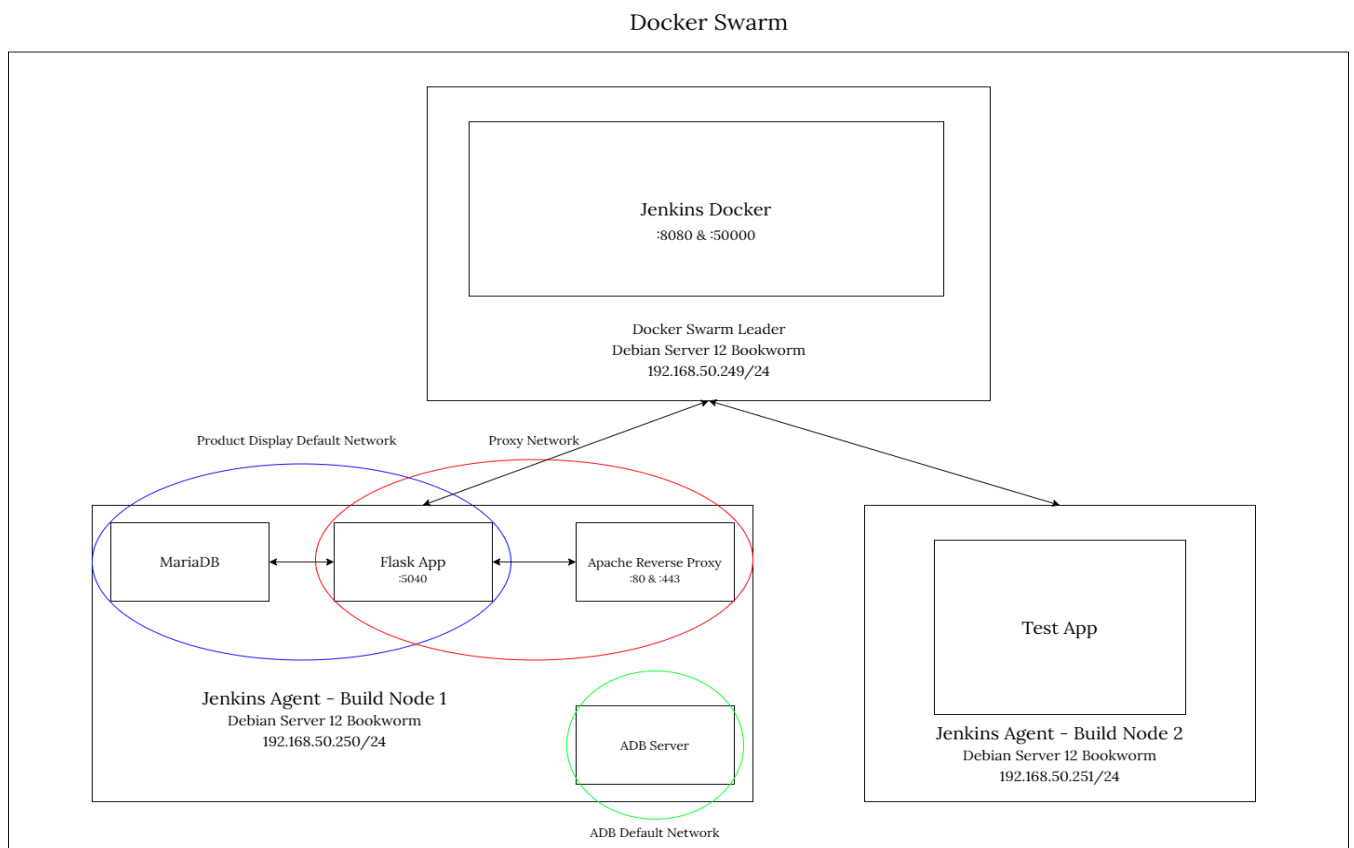 Docker Swarm
Jenkins Docker
:8080 & :50000
Docker Swarm Leader
Debian Server 12 Bookworm
192.168.50.249/24
Product Display Default Network
Proxy Network
MariaDB
Flask App
:5040
Apache Reverse Proxy
:80 & :443
Jenkins Agent - Build Node 1
Debian Server 12 Bookworm
192.168.50.250/24
ADB Server
ADB Default Network
Test App
Jenkins Agent - Build Node 2
Debian Server 12 Bookworm
192.168.50.251/24